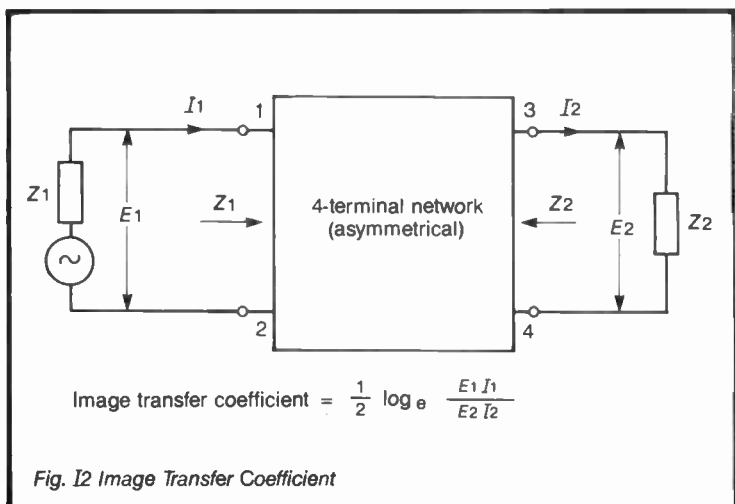 I1 1 3 I2
Z1 E1 Z1 4-terminal network (asymmetrical) Z2 E2 Z2
2 4
Image transfer coefficient = 1/2 log e E1 I1 / E2 I2
Fig. I2 Image Transfer Coefficient